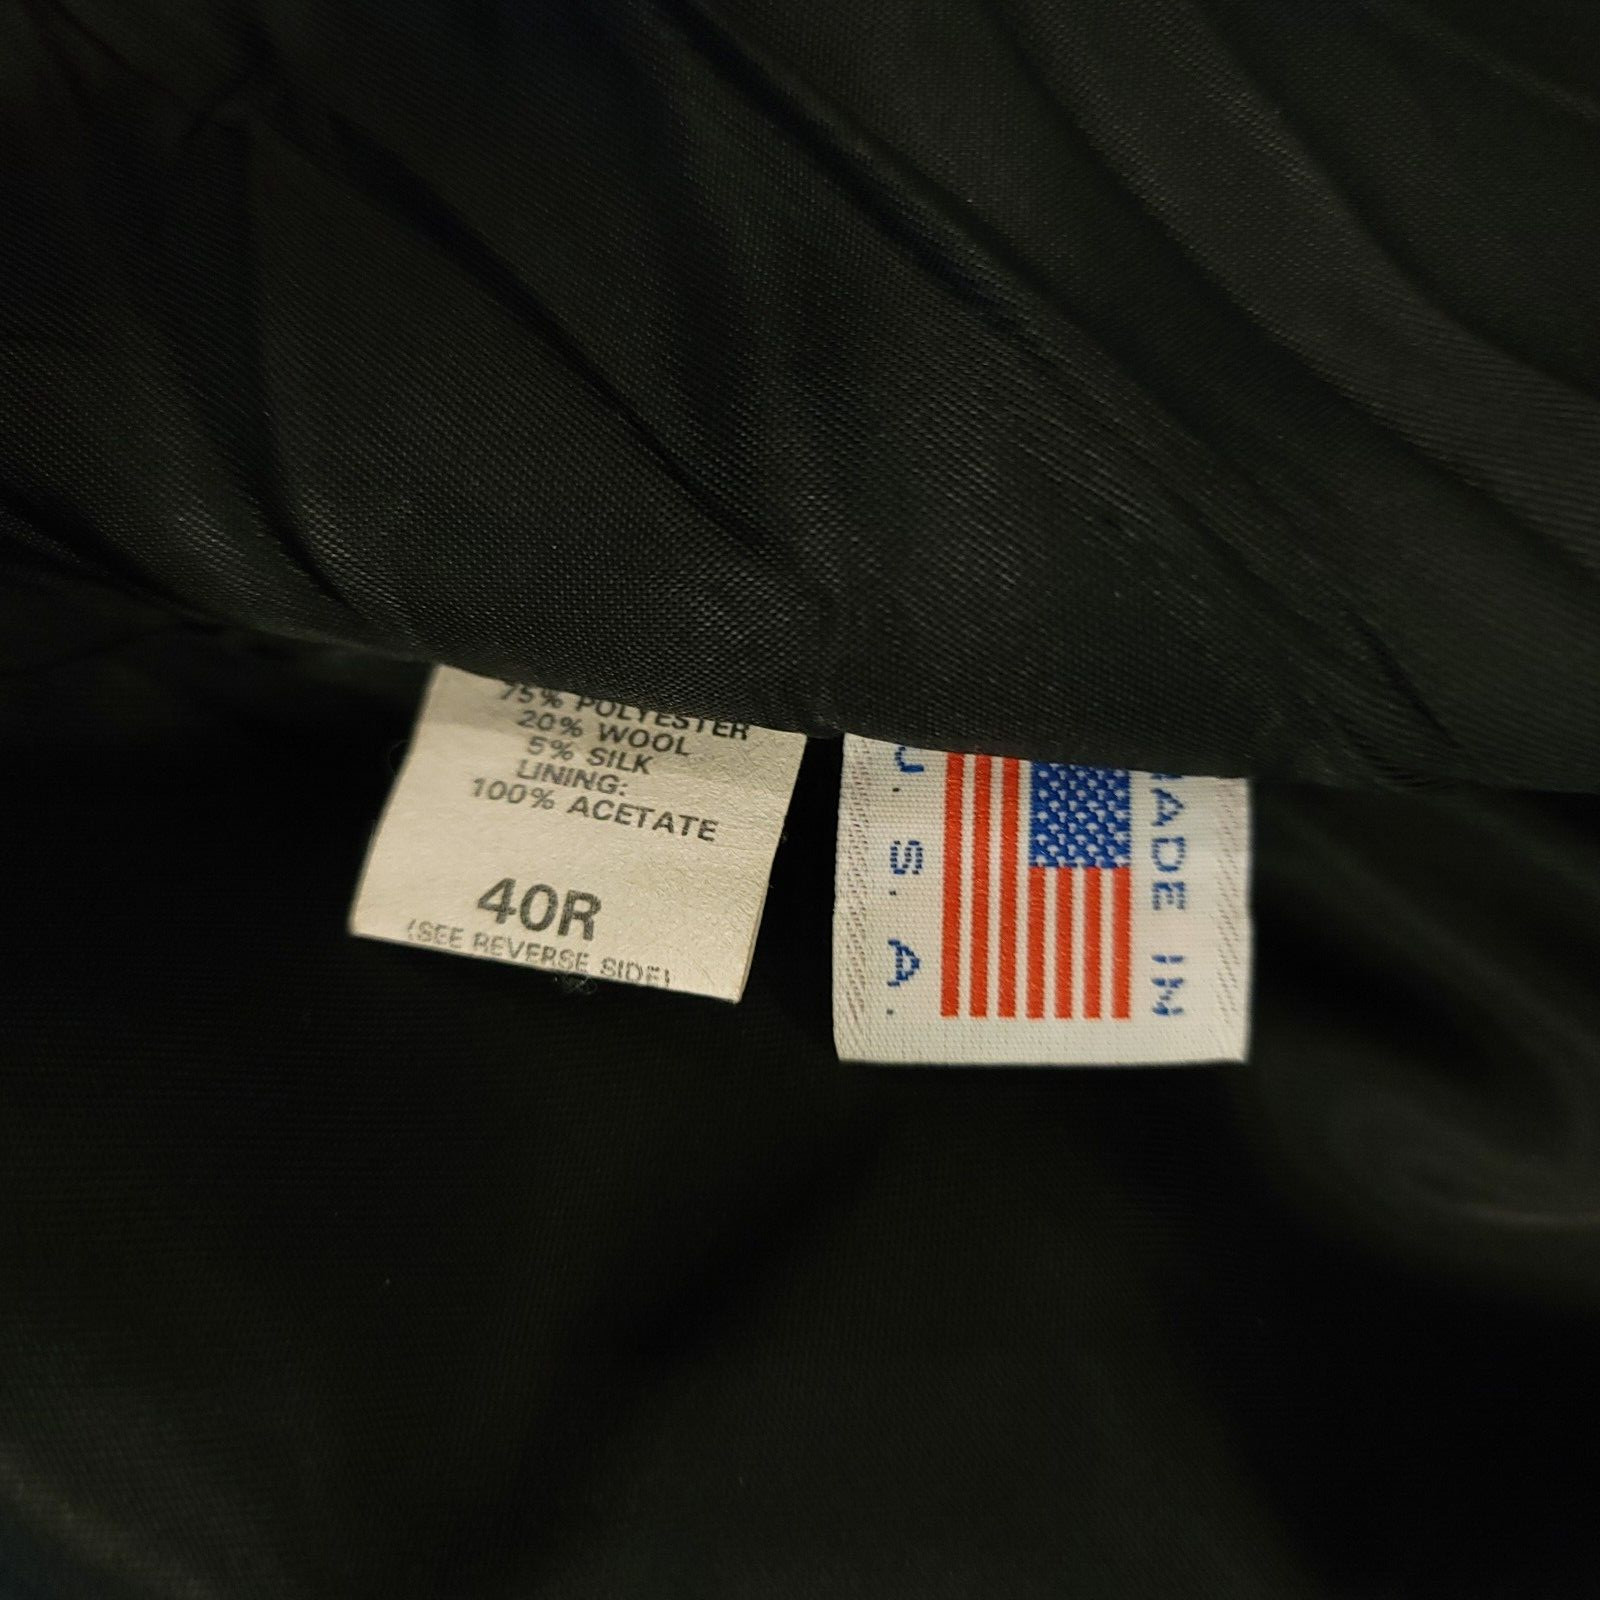 75% POLYESTER
20% WOOL
5% SILK
LINING:
100% ACETATE
40R
(SEE REVERSE SIDE)
MADE IN
U. S. A.